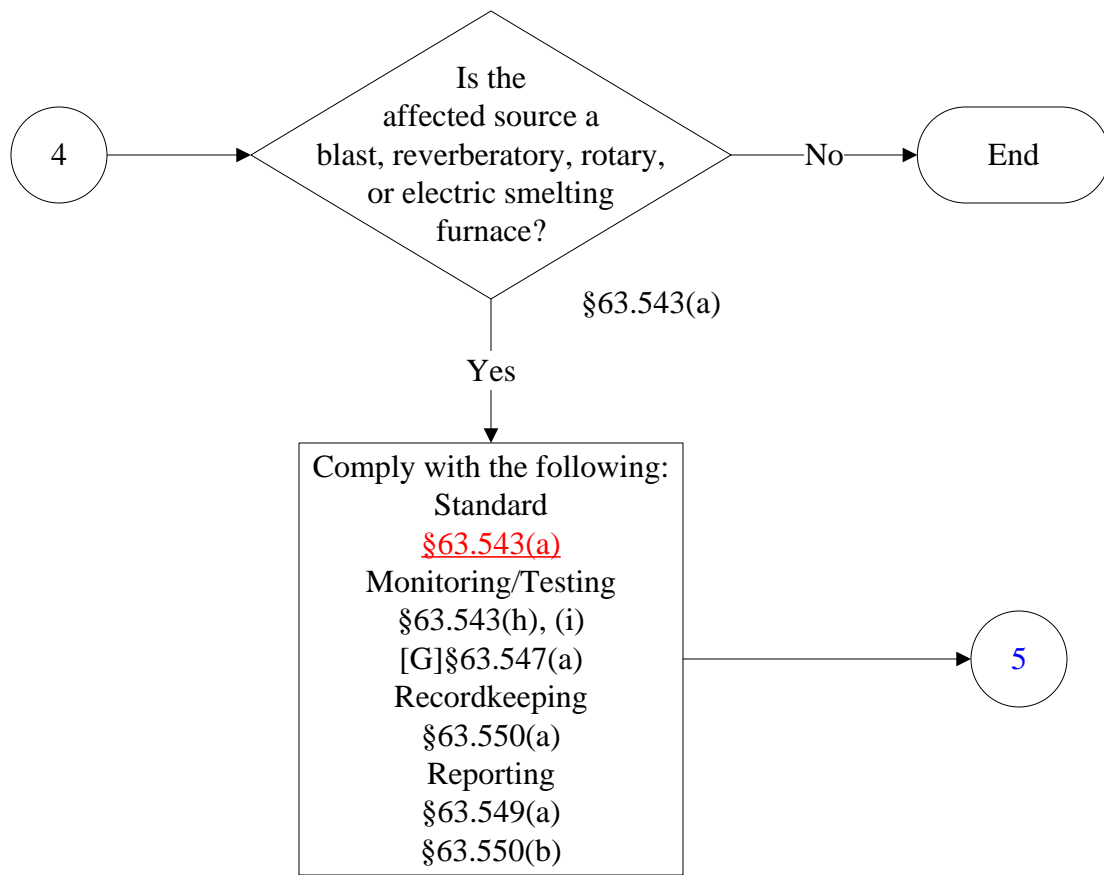 4
Is the
affected source a
blast, reverberatory, rotary,
or electric smelting
furnace?
No
End
§63.543(a)
Yes
Comply with the following:
Standard
§63.543(a)
Monitoring/Testing
§63.543(h), (i)
[G]§63.547(a)
Recordkeeping
§63.550(a)
Reporting
§63.549(a)
§63.550(b)
5